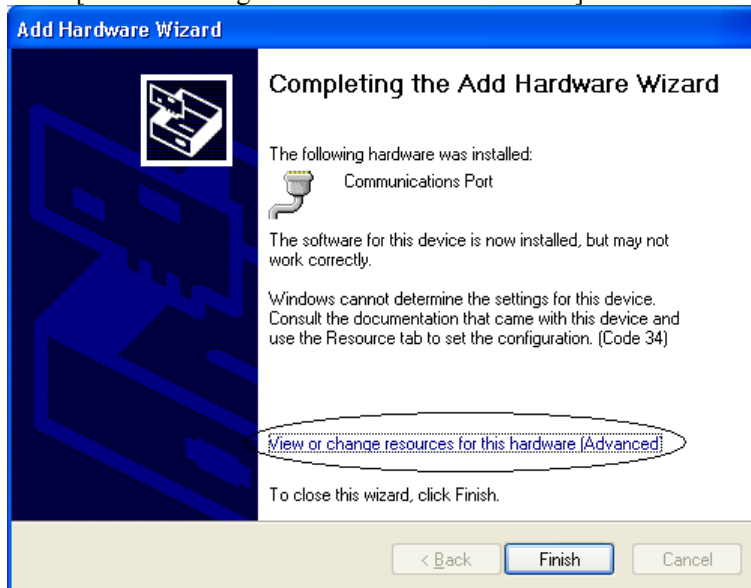 Add Hardware Wizard
Completing the Add Hardware Wizard
The following hardware was installed:
Communications Port
The software for this device is now installed, but may not
work correctly.
Windows cannot determine the settings for this device.
Consult the documentation that came with this device and
use the Resource tab to set the configuration. (Code 34)
View or change resources for this hardware (Advanced)
To close this wizard, click Finish.
< Back
Finish
Cancel